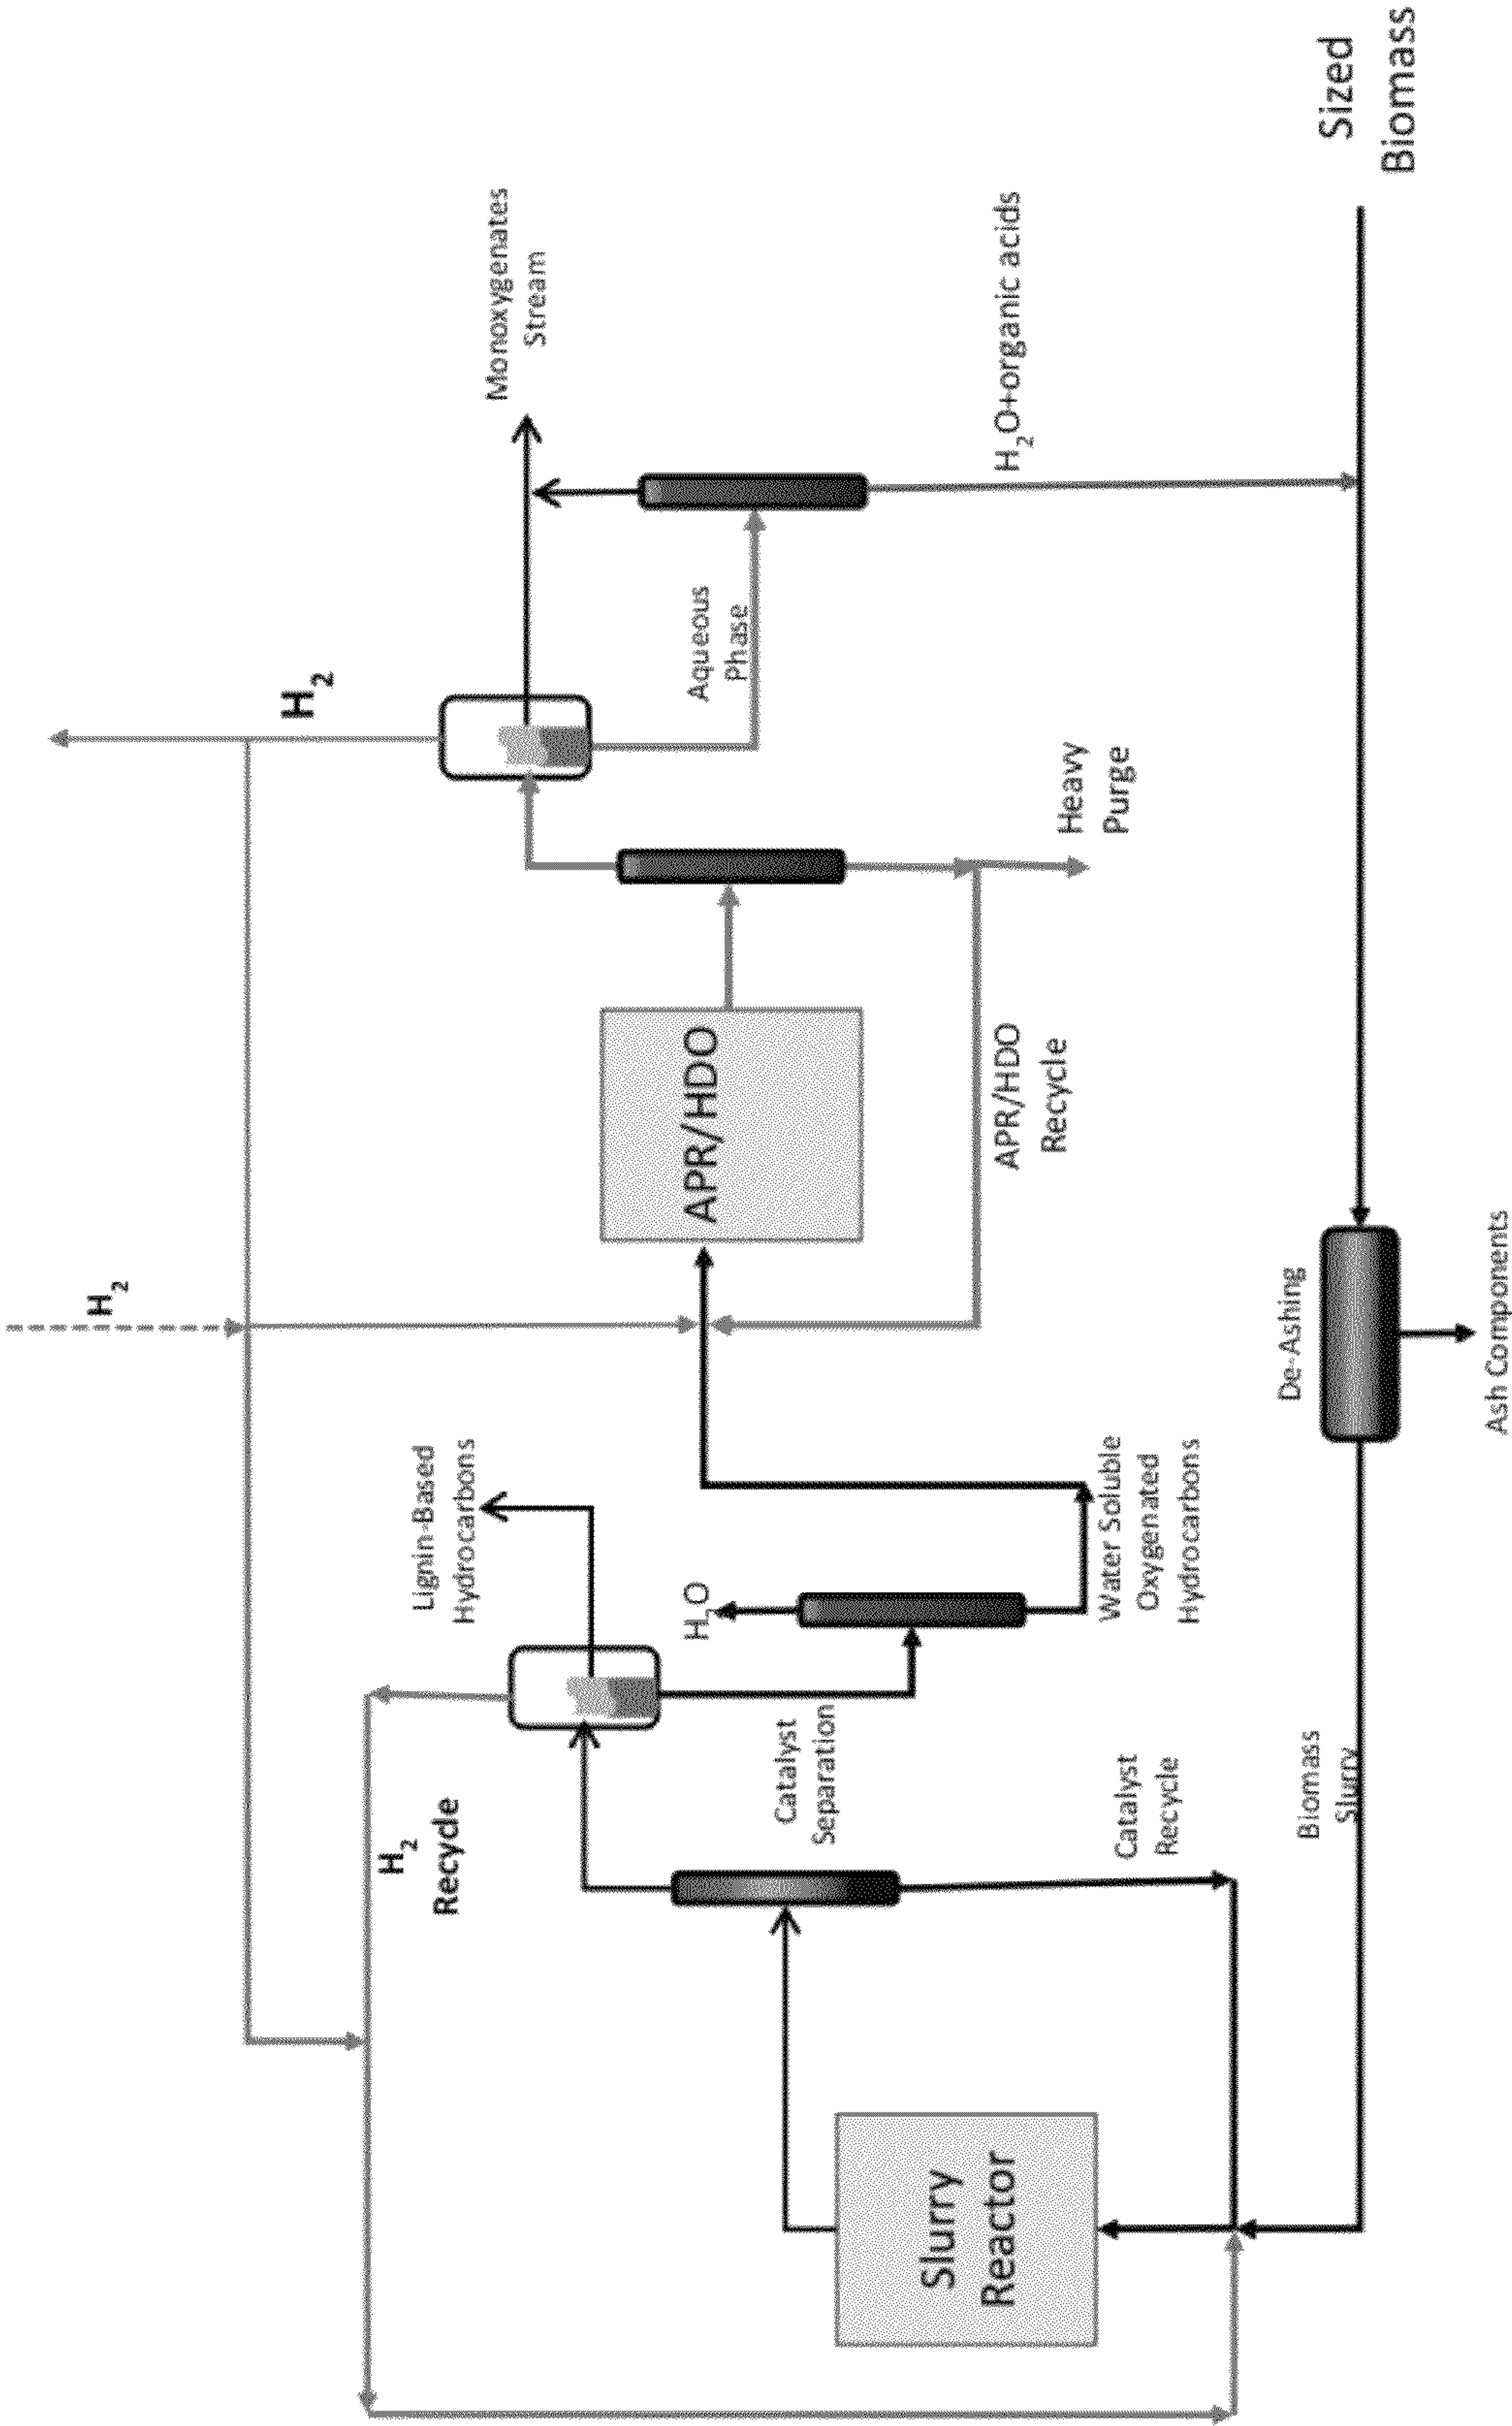 H2
H2
Monoxygenates
Stream
H2
Recycle
Lignin-Based
Hydrocarbons
APR/HDO
Aqueous
Phase
H2O
Catalyst
Separation
Slurry
Reactor
Catalyst
Recycle
Water Soluble
Oxygenated
Hydrocarbons
APR/HDO
Recycle
Heavy
Purge
H2O+organic acids
Biomass
Slurry
De-Ashing
Ash Components
Sized
Biomass